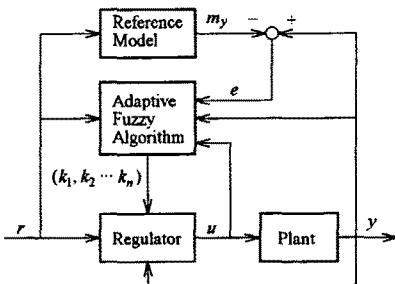 Reference
Model
m_y
− +
e
Adaptive
Fuzzy
Algorithm
(k_1, k_2 ⋯ k_n)
r
Regulator
u
Plant
y